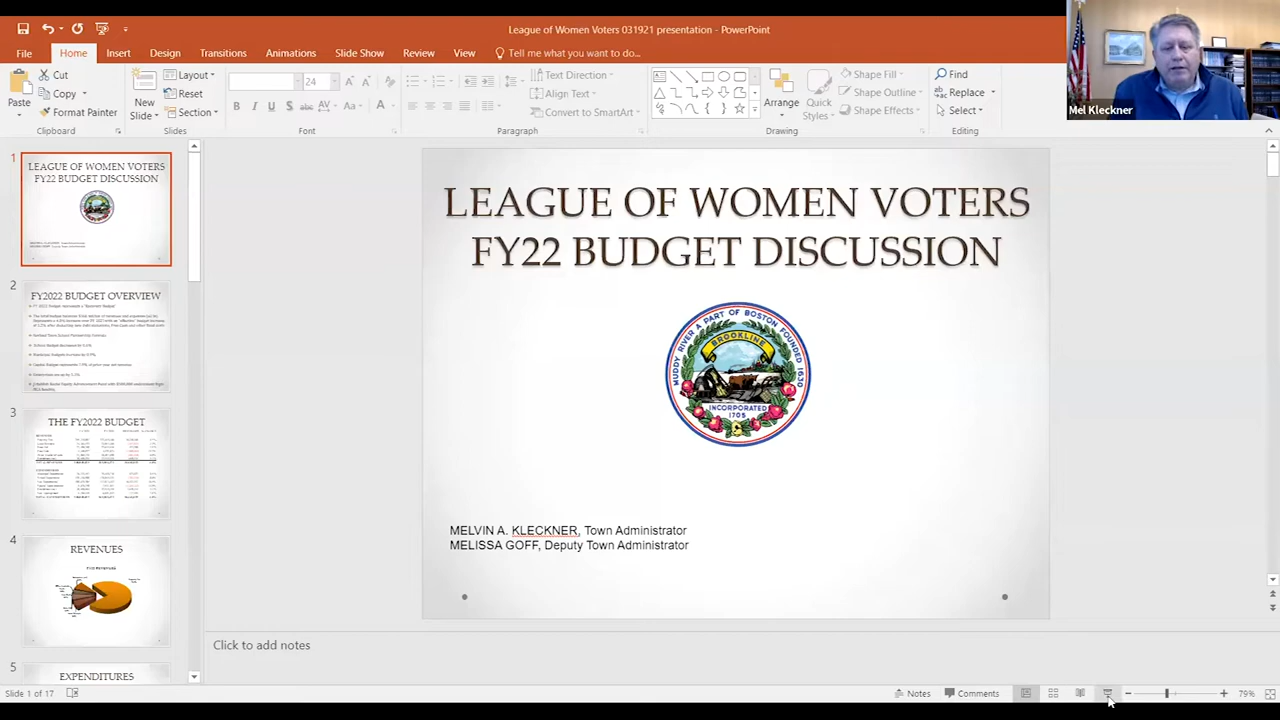 League of Women Voters 031921 presentation - PowerPoint
File Home Insert Design Transitions Animations Slide Show Review View Tell me what you want to do...
Paste
Cut
Copy
Format Painter
Clipboard
New Slide
Layout
Reset
Section
Slides
24
B I U S abc AV Aa A
Font
Text Direction
Align Text
Convert to SmartArt
Paragraph
Arrange
Quick Styles
Shape Fill
Shape Outline
Shape Effects
Drawing
Find
Replace
Select
Editing
Mel Kleckner
1
LEAGUE OF WOMEN VOTERS
FY22 BUDGET DISCUSSION
2
FY2022 BUDGET OVERVIEW
3
THE FY2022 BUDGET
4
REVENUES
5
EXPENDITURES
LEAGUE OF WOMEN VOTERS
FY22 BUDGET DISCUSSION
MUDDY RIVER A PART OF BOSTON FOUNDED 1630
BROOKLINE
INCORPORATED
1705
MELVIN A. KLECKNER, Town Administrator
MELISSA GOFF, Deputy Town Administrator
Click to add notes
Slide 1 of 17
Notes Comments 79%